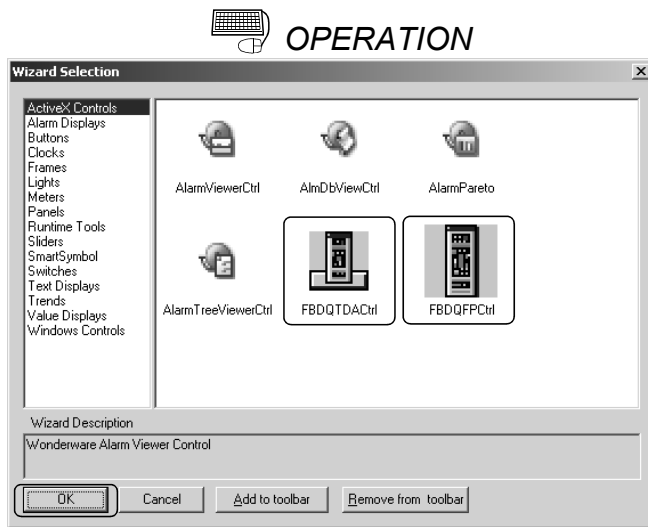 OPERATION
Wizard Selection
ActiveX Controls
Alarm Displays
Buttons
Clocks
Frames
Lights
Meters
Panels
Runtime Tools
Sliders
SmartSymbol
Switches
Text Displays
Trends
Value Displays
Windows Controls
AlarmViewerCtrl
AlmDbViewCtrl
AlarmPareto
AlarmTreeViewerCtrl
FBDQTDACtrl
FBDQFPCtrl
Wizard Description
Wonderware Alarm Viewer Control
OK
Cancel
Add to toolbar
Remove from toolbar